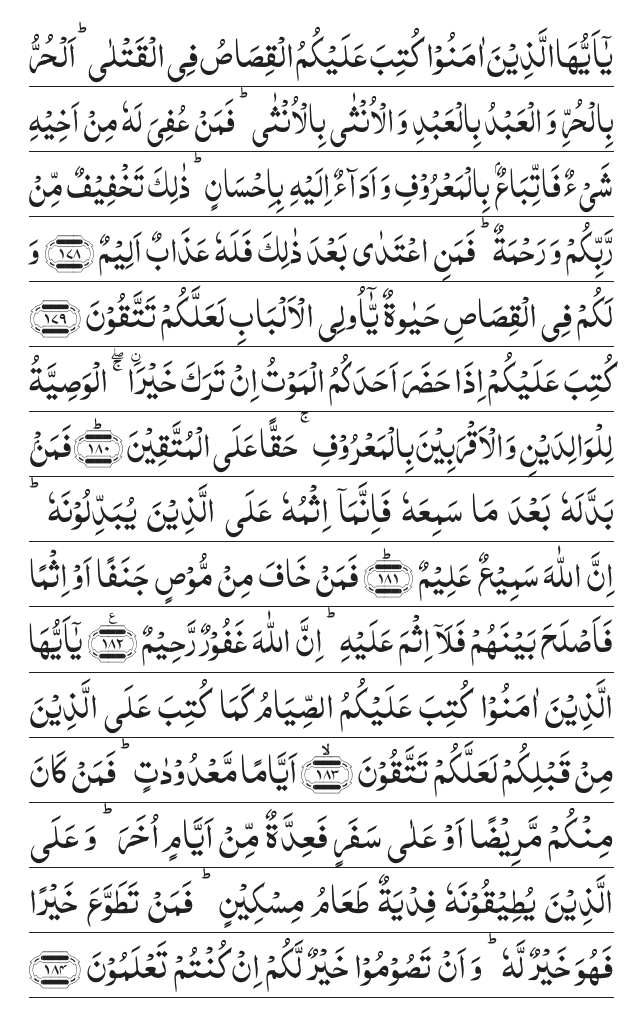 يٰۤاَيُّهَا الَّذِيْنَ اٰمَنُوْا كُتِبَ عَلَيْكُمُ الْقِصَاصُ فِى الْقَتْلٰى ؕ اَلْحُرُّ
بِالْحُرِّ وَ الْعَبْدُ بِالْعَبْدِ وَ الْاُنْثٰى بِالْاُنْثٰى ؕ فَمَنْ عُفِىَ لَهٗ مِنْ اَخِيْهِ
شَىْءٌ فَاتِّبَاعٌۢ بِالْمَعْرُوْفِ وَ اَدَآءٌ اِلَيْهِ بِاِحْسَانٍ ؕ ذٰلِكَ تَخْفِيْفٌ مِّنْ
رَّبِّكُمْ وَ رَحْمَةٌ ؕ فَمَنِ اعْتَدٰى بَعْدَ ذٰلِكَ فَلَهٗ عَذَابٌ اَلِيْمٌ ﴿۱۷۸﴾ وَ
لَكُمْ فِى الْقِصَاصِ حَيٰوةٌ يّٰۤاُولِى الْاَلْبَابِ لَعَلَّكُمْ تَتَّقُوْنَ ﴿۱۷۹﴾
كُتِبَ عَلَيْكُمْ اِذَا حَضَرَ اَحَدَكُمُ الْمَوْتُ اِنْ تَرَكَ خَيْرَا ۖۚ اۨلْوَصِيَّةُ
لِلْوَالِدَيْنِ وَ الْاَقْرَبِيْنَ بِالْمَعْرُوْفِ ۚ حَقًّا عَلَى الْمُتَّقِيْنَ ؕ﴿۱۸۰﴾ فَمَنْۢ
بَدَّلَهٗ بَعْدَ مَا سَمِعَهٗ فَاِنَّمَاۤ اِثْمُهٗ عَلَى الَّذِيْنَ يُبَدِّلُوْنَهٗ ؕ
اِنَّ اللّٰهَ سَمِيْعٌ عَلِيْمٌ ؕ﴿۱۸۱﴾ فَمَنْ خَافَ مِنْ مُّوْصٍ جَنَفًا اَوْ اِثْمًا
فَاَصْلَحَ بَيْنَهُمْ فَلَاۤ اِثْمَ عَلَيْهِ ؕ اِنَّ اللّٰهَ غَفُوْرٌ رَّحِيْمٌ ﴿۱۸۲﴾ع يٰۤاَيُّهَا
الَّذِيْنَ اٰمَنُوْا كُتِبَ عَلَيْكُمُ الصِّيَامُ كَمَا كُتِبَ عَلَى الَّذِيْنَ
مِنْ قَبْلِكُمْ لَعَلَّكُمْ تَتَّقُوْنَ ۙ﴿۱۸۳﴾ اَيَّامًا مَّعْدُوْدٰتٍ ؕ فَمَنْ كَانَ
مِنْكُمْ مَّرِيْضًا اَوْ عَلٰى سَفَرٍ فَعِدَّةٌ مِّنْ اَيَّامٍ اُخَرَ ؕ وَ عَلَى
الَّذِيْنَ يُطِيْقُوْنَهٗ فِدْيَةٌ طَعَامُ مِسْكِيْنٍ ؕ فَمَنْ تَطَوَّعَ خَيْرًا
فَهُوَ خَيْرٌ لَّهٗ ؕ وَ اَنْ تَصُوْمُوْا خَيْرٌ لَّكُمْ اِنْ كُنْتُمْ تَعْلَمُوْنَ ﴿۱۸۴﴾